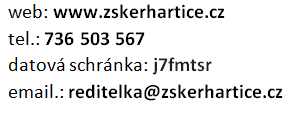 web: www.zskerhartice.cz
tel.: 736 503 567
datová schránka: j7fmtsr
email.: reditelka@zskerhartice.cz